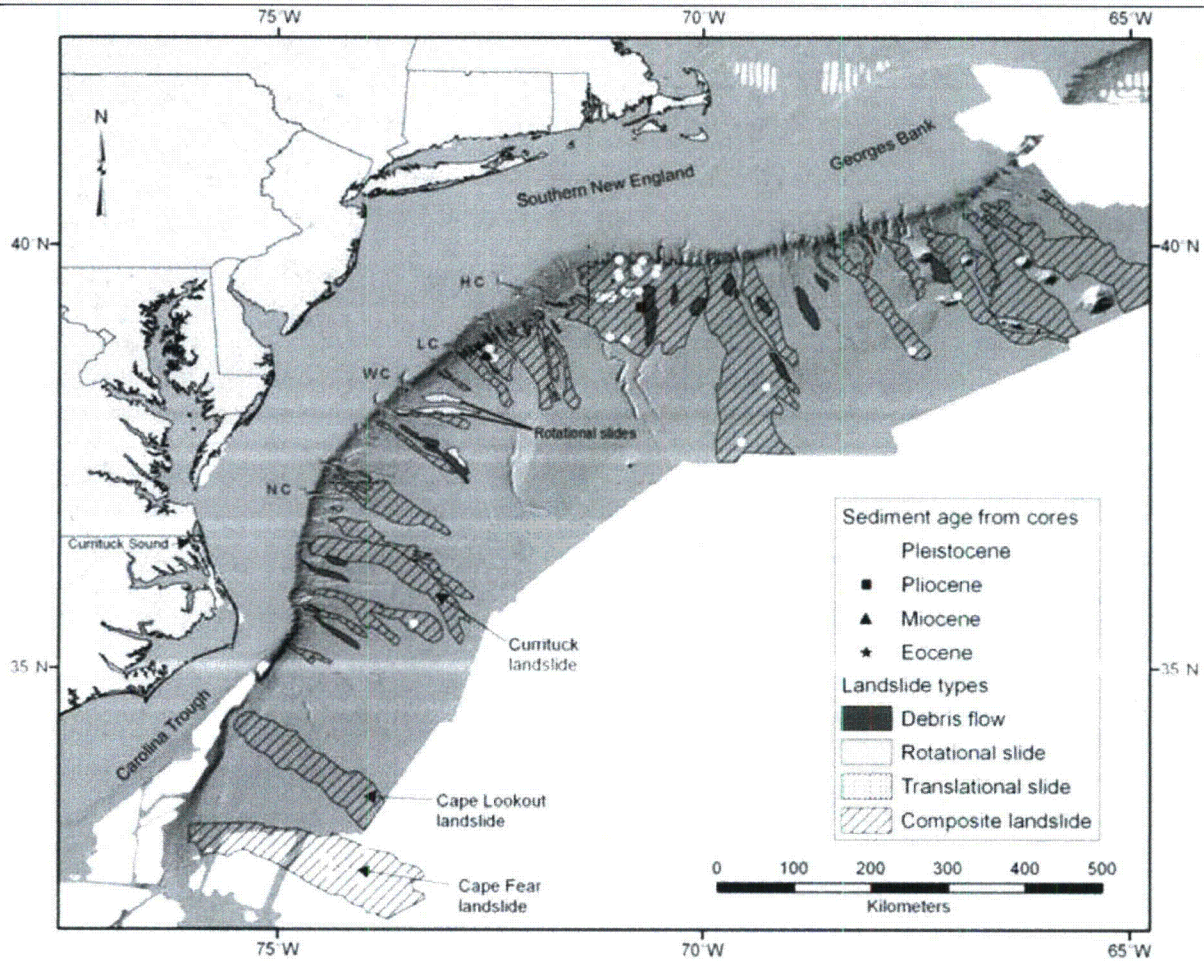 75°W
70°W
65°W
N
Georges Bank
Southern New England
40°N
40°N
HC
LC
WC
Rotational slides
NC
Currituck Sound
Currituck
landslide
35°N
35°N
Carolina Trough
Cape Lookout
landslide
Cape Fear
landslide
Sediment age from cores
Pleistocene
Pliocene
Miocene
Eocene
Landslide types
Debris flow
Rotational slide
Translational slide
Composite landslide
0 100 200 300 400 500
Kilometers
75°W
70°W
65°W